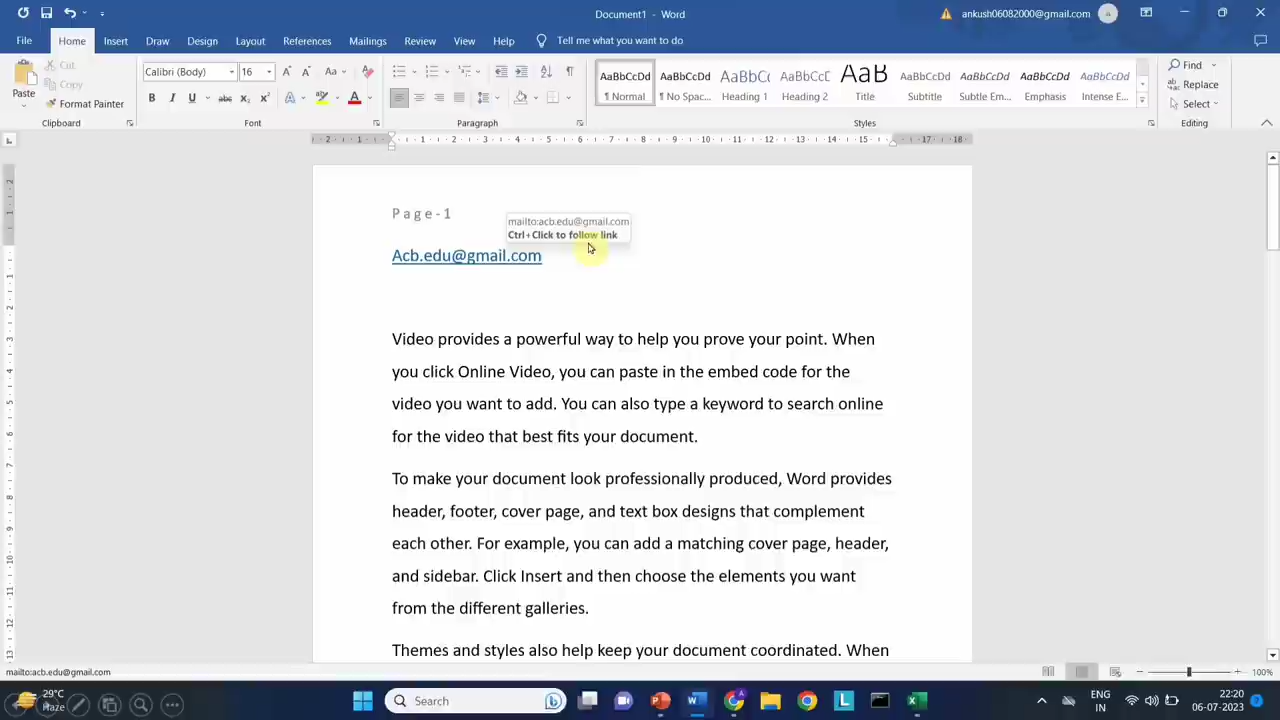 Document1 - Word
ankush06082000@gmail.com
File Home Insert Draw Design Layout References Mailings Review View Help Tell me what you want to do
Paste
Cut
Copy
Format Painter
Clipboard
Calibri (Body) 16
Font
Paragraph
AaBbCcDd AaBbCcDd AaBbCc AaBbCcD AaB AaBbCcDd AaBbCcDd AaBbCcDd AaBbCcDd
¶ Normal ¶ No Spac... Heading 1 Heading 2 Title Subtitle Subtle Em... Emphasis Intense E...
Styles
Find
Replace
Select
Editing
Page-1
mailto:acb.edu@gmail.com
Ctrl+Click to follow link
Acb.edu@gmail.com
Video provides a powerful way to help you prove your point. When
you click Online Video, you can paste in the embed code for the
video you want to add. You can also type a keyword to search online
for the video that best fits your document.
To make your document look professionally produced, Word provides
header, footer, cover page, and text box designs that complement
each other. For example, you can add a matching cover page, header,
and sidebar. Click Insert and then choose the elements you want
from the different galleries.
Themes and styles also help keep your document coordinated. When
mailto:acb.edu@gmail.com
100%
29°C
Haze
Search
ENG
IN
22:20
06-07-2023